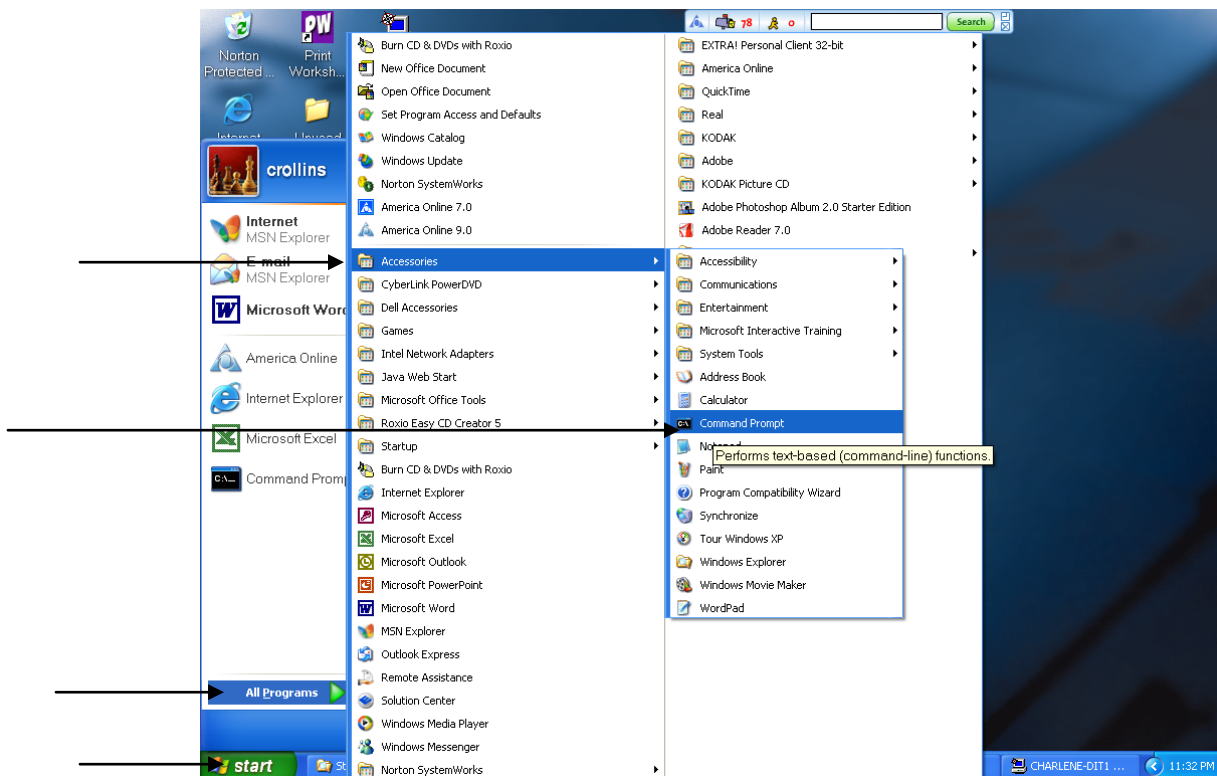 78
0
Search
Norton
Protected ...
Print
Worksh...
Internet
Unused
crollins
Internet
MSN Explorer
E-mail
MSN Explorer
Microsoft Word
America Online
Internet Explorer
Microsoft Excel
Command Promp
All Programs
Burn CD & DVDs with Roxio
New Office Document
Open Office Document
Set Program Access and Defaults
Windows Catalog
Windows Update
Norton SystemWorks
America Online 7.0
America Online 9.0
Accessories
CyberLink PowerDVD
Dell Accessories
Games
Intel Network Adapters
Java Web Start
Microsoft Office Tools
Roxio Easy CD Creator 5
Startup
Burn CD & DVDs with Roxio
Internet Explorer
Microsoft Access
Microsoft Excel
Microsoft Outlook
Microsoft PowerPoint
Microsoft Word
MSN Explorer
Outlook Express
Remote Assistance
Solution Center
Windows Media Player
Windows Messenger
Norton SystemWorks
EXTRA! Personal Client 32-bit
America Online
QuickTime
Real
KODAK
Adobe
KODAK Picture CD
Adobe Photoshop Album 2.0 Starter Edition
Adobe Reader 7.0
Accessibility
Communications
Entertainment
Microsoft Interactive Training
System Tools
Address Book
Calculator
Command Prompt
Notepad
Performs text-based (command-line) functions.
Paint
Program Compatibility Wizard
Synchronize
Tour Windows XP
Windows Explorer
Windows Movie Maker
WordPad
start
St
CHARLENE-DIT1 ...
11:32 PM